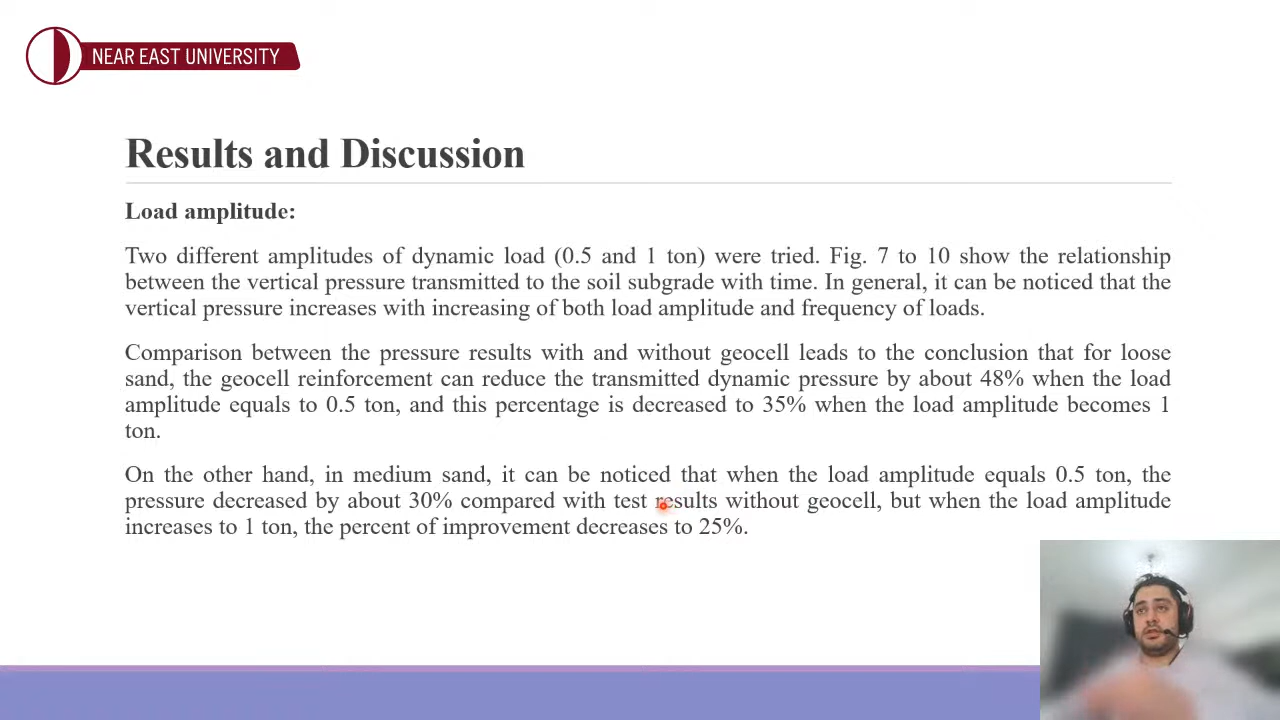 NEAR EAST UNIVERSITY
Results and Discussion
Load amplitude:
Two different amplitudes of dynamic load (0.5 and 1 ton) were tried. Fig. 7 to 10 show the relationship
between the vertical pressure transmitted to the soil subgrade with time. In general, it can be noticed that the
vertical pressure increases with increasing of both load amplitude and frequency of loads.
Comparison between the pressure results with and without geocell leads to the conclusion that for loose
sand, the geocell reinforcement can reduce the transmitted dynamic pressure by about 48% when the load
amplitude equals to 0.5 ton, and this percentage is decreased to 35% when the load amplitude becomes 1
ton.
On the other hand, in medium sand, it can be noticed that when the load amplitude equals 0.5 ton, the
pressure decreased by about 30% compared with test results without geocell, but when the load amplitude
increases to 1 ton, the percent of improvement decreases to 25%.